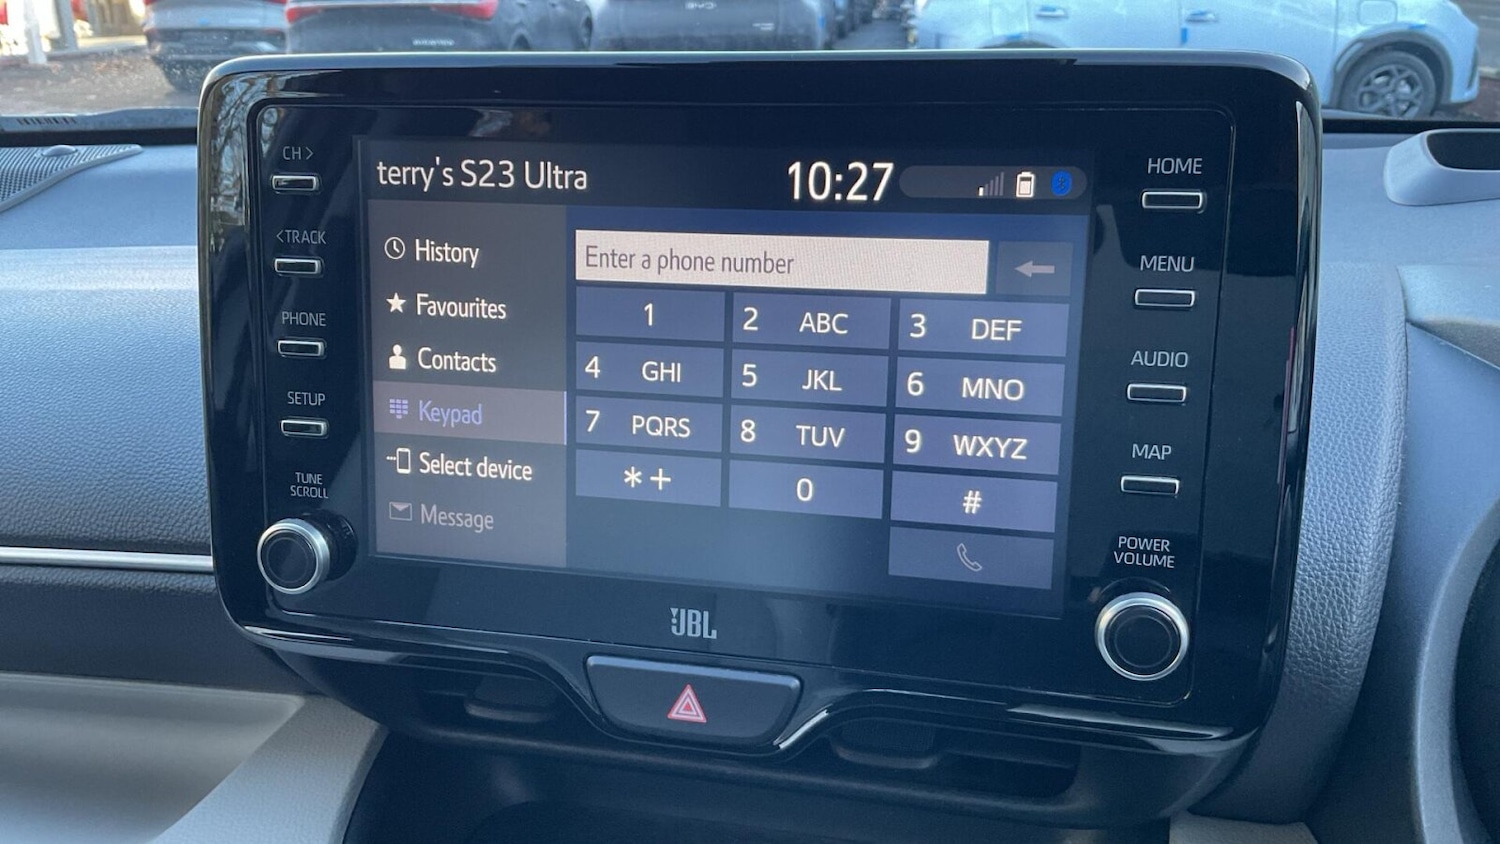 BYD
CH >
< TRACK
PHONE
SETUP
TUNE
SCROLL
terry's S23 Ultra
10:27
History
Favourites
Contacts
Keypad
Select device
Message
Enter a phone number
1
2 ABC
3 DEF
4 GHI
5 JKL
6 MNO
7 PQRS
8 TUV
9 WXYZ
* +
0
#
HOME
MENU
AUDIO
MAP
POWER
VOLUME
JBL